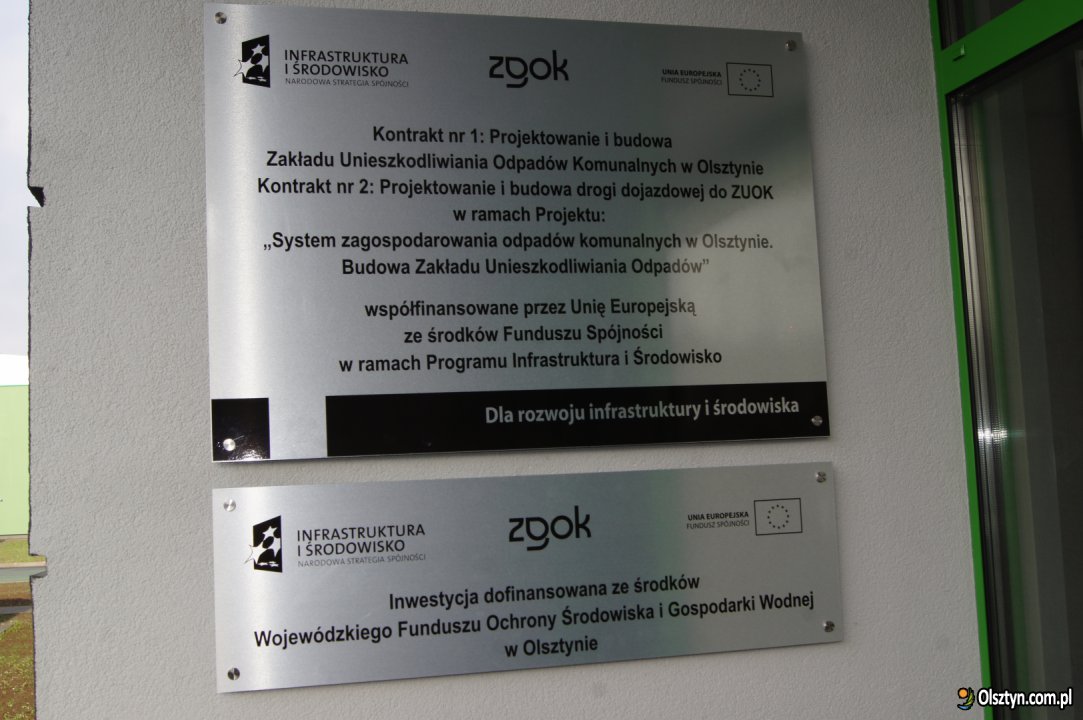 INFRASTRUKTURA
I ŚRODOWISKO
NARODOWA STRATEGIA SPÓJNOŚCI
zgok
UNIA EUROPEJSKA
FUNDUSZ SPÓJNOŚCI
Kontrakt nr 1: Projektowanie i budowa
Zakładu Unieszkodliwiania Odpadów Komunalnych w Olsztynie
Kontrakt nr 2: Projektowanie i budowa drogi dojazdowej do ZUOK
w ramach Projektu:
„System zagospodarowania odpadów komunalnych w Olsztynie.
Budowa Zakładu Unieszkodliwiania Odpadów”
współfinansowane przez Unię Europejską
ze środków Funduszu Spójności
w ramach Programu Infrastruktura i Środowisko
Dla rozwoju infrastruktury i środowiska
INFRASTRUKTURA
I ŚRODOWISKO
NARODOWA STRATEGIA SPÓJNOŚCI
zgok
UNIA EUROPEJSKA
FUNDUSZ SPÓJNOŚCI
Inwestycja dofinansowana ze środków
Wojewódzkiego Funduszu Ochrony Środowiska i Gospodarki Wodnej
w Olsztynie
Olsztyn.com.pl